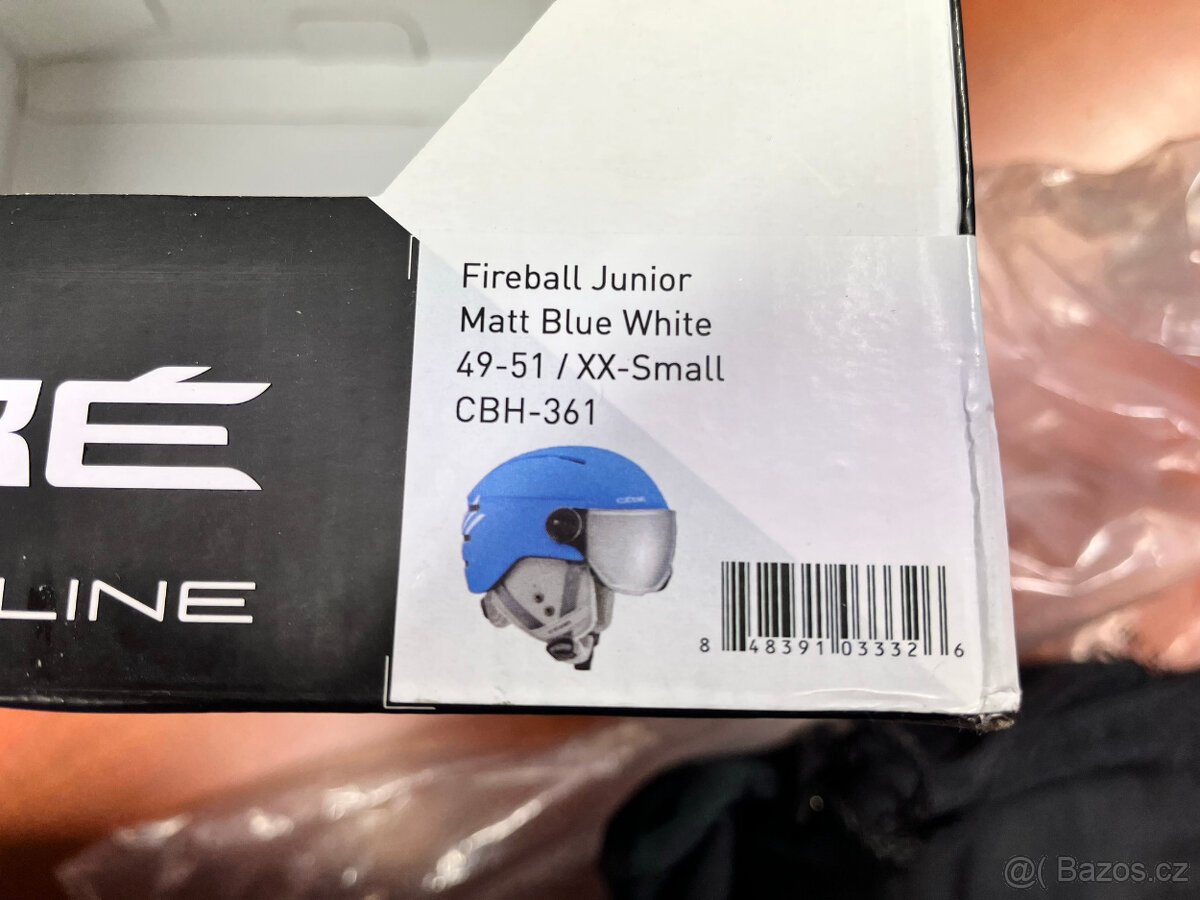 Fireball Junior
Matt Blue White
49-51 / XX-Small
CBH-361
RÉ
LINE
8 48391 03332 6
@( Bazos.cz